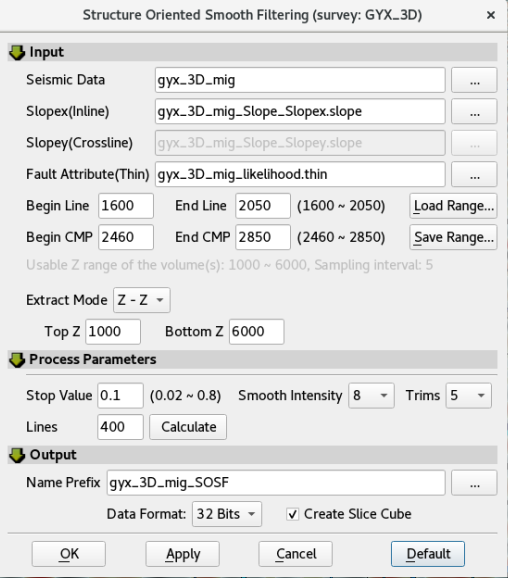 Structure Oriented Smooth Filtering (survey: GYX_3D) ×
Input
Seismic Data gyx_3D_mig ...
Slopex(Inline) gyx_3D_mig_Slope_Slopex.slope ...
Slopey(Crossline) gyx_3D_mig_Slope_Slopey.slope ...
Fault Attribute(Thin) gyx_3D_mig_likelihood.thin ...
Begin Line 1600 End Line 2050 (1600 ~ 2050) Load Range...
Begin CMP 2460 End CMP 2850 (2460 ~ 2850) Save Range...
Usable Z range of the volume(s): 1000 ~ 6000, Sampling interval: 5
Extract Mode Z - Z
Top Z 1000 Bottom Z 6000
Process Parameters
Stop Value 0.1 (0.02 ~ 0.8) Smooth Intensity 8 Trims 5
Lines 400 Calculate
Output
Name Prefix gyx_3D_mig_SOSF ...
Data Format: 32 Bits Create Slice Cube
OK Apply Cancel Default